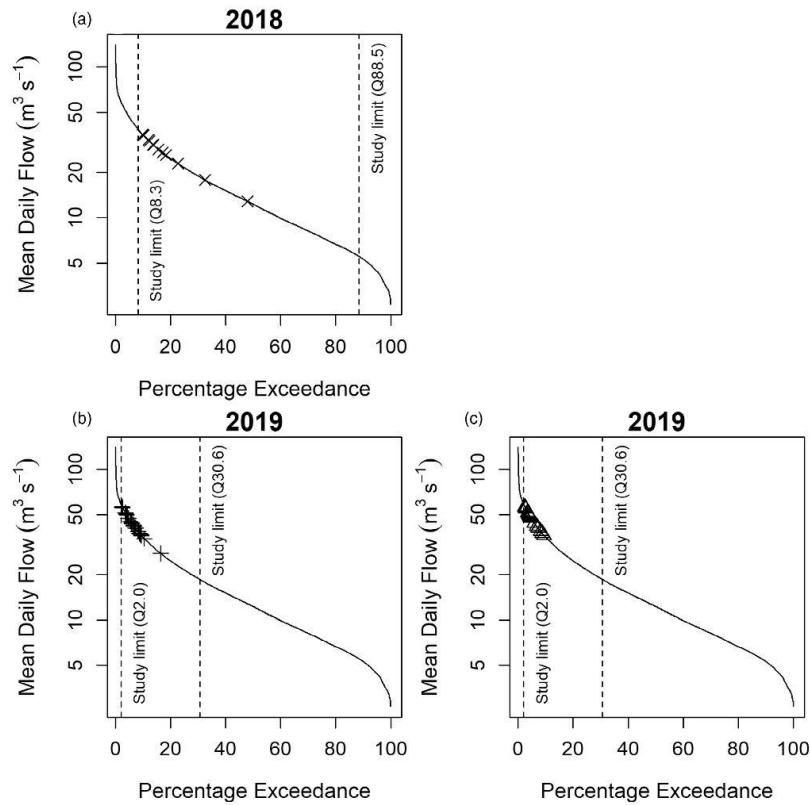 (a)
2018
Mean Daily Flow (m³ s⁻¹)
100
50
20
10
5
Study limit (Q8.3)
Study limit (Q88.5)
0 20 40 60 80 100
Percentage Exceedance
(b)
2019
Mean Daily Flow (m³ s⁻¹)
100
50
20
10
5
Study limit (Q2.0)
Study limit (Q30.6)
0 20 40 60 80 100
Percentage Exceedance
(c)
2019
Mean Daily Flow (m³ s⁻¹)
100
50
20
10
5
Study limit (Q2.0)
Study limit (Q30.6)
0 20 40 60 80 100
Percentage Exceedance